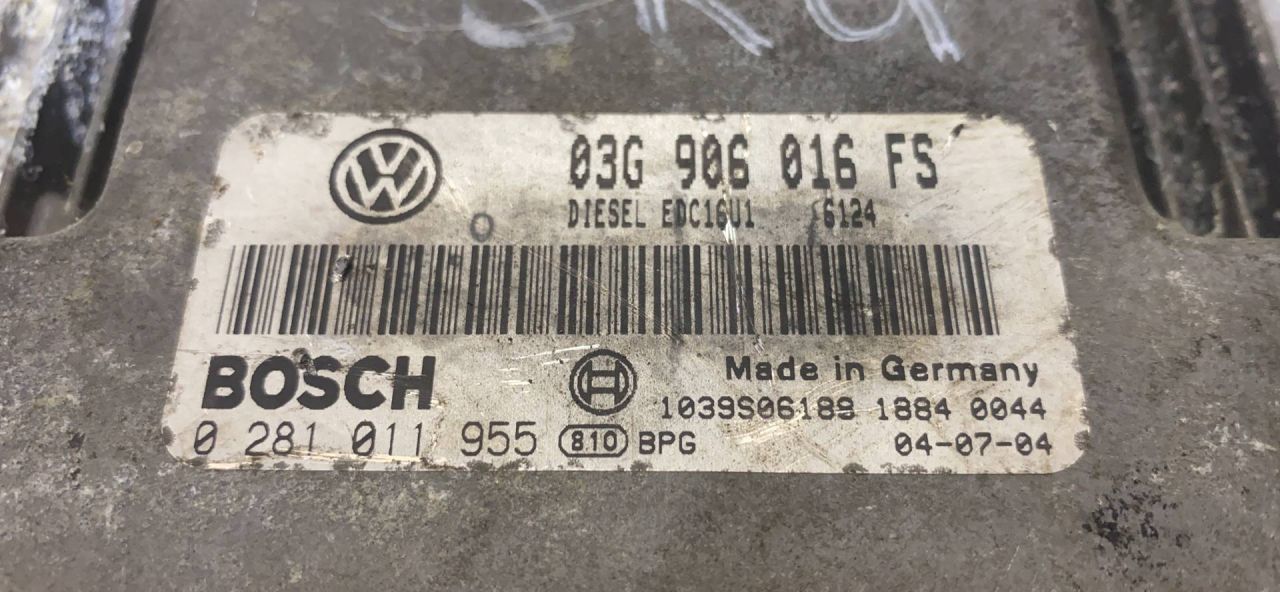 03G 906 016 FS
DIESEL EDC16U1 6124
BOSCH
Made in Germany
1039S06189 1884 0044
0 281 011 955 810 BPG
04-07-04